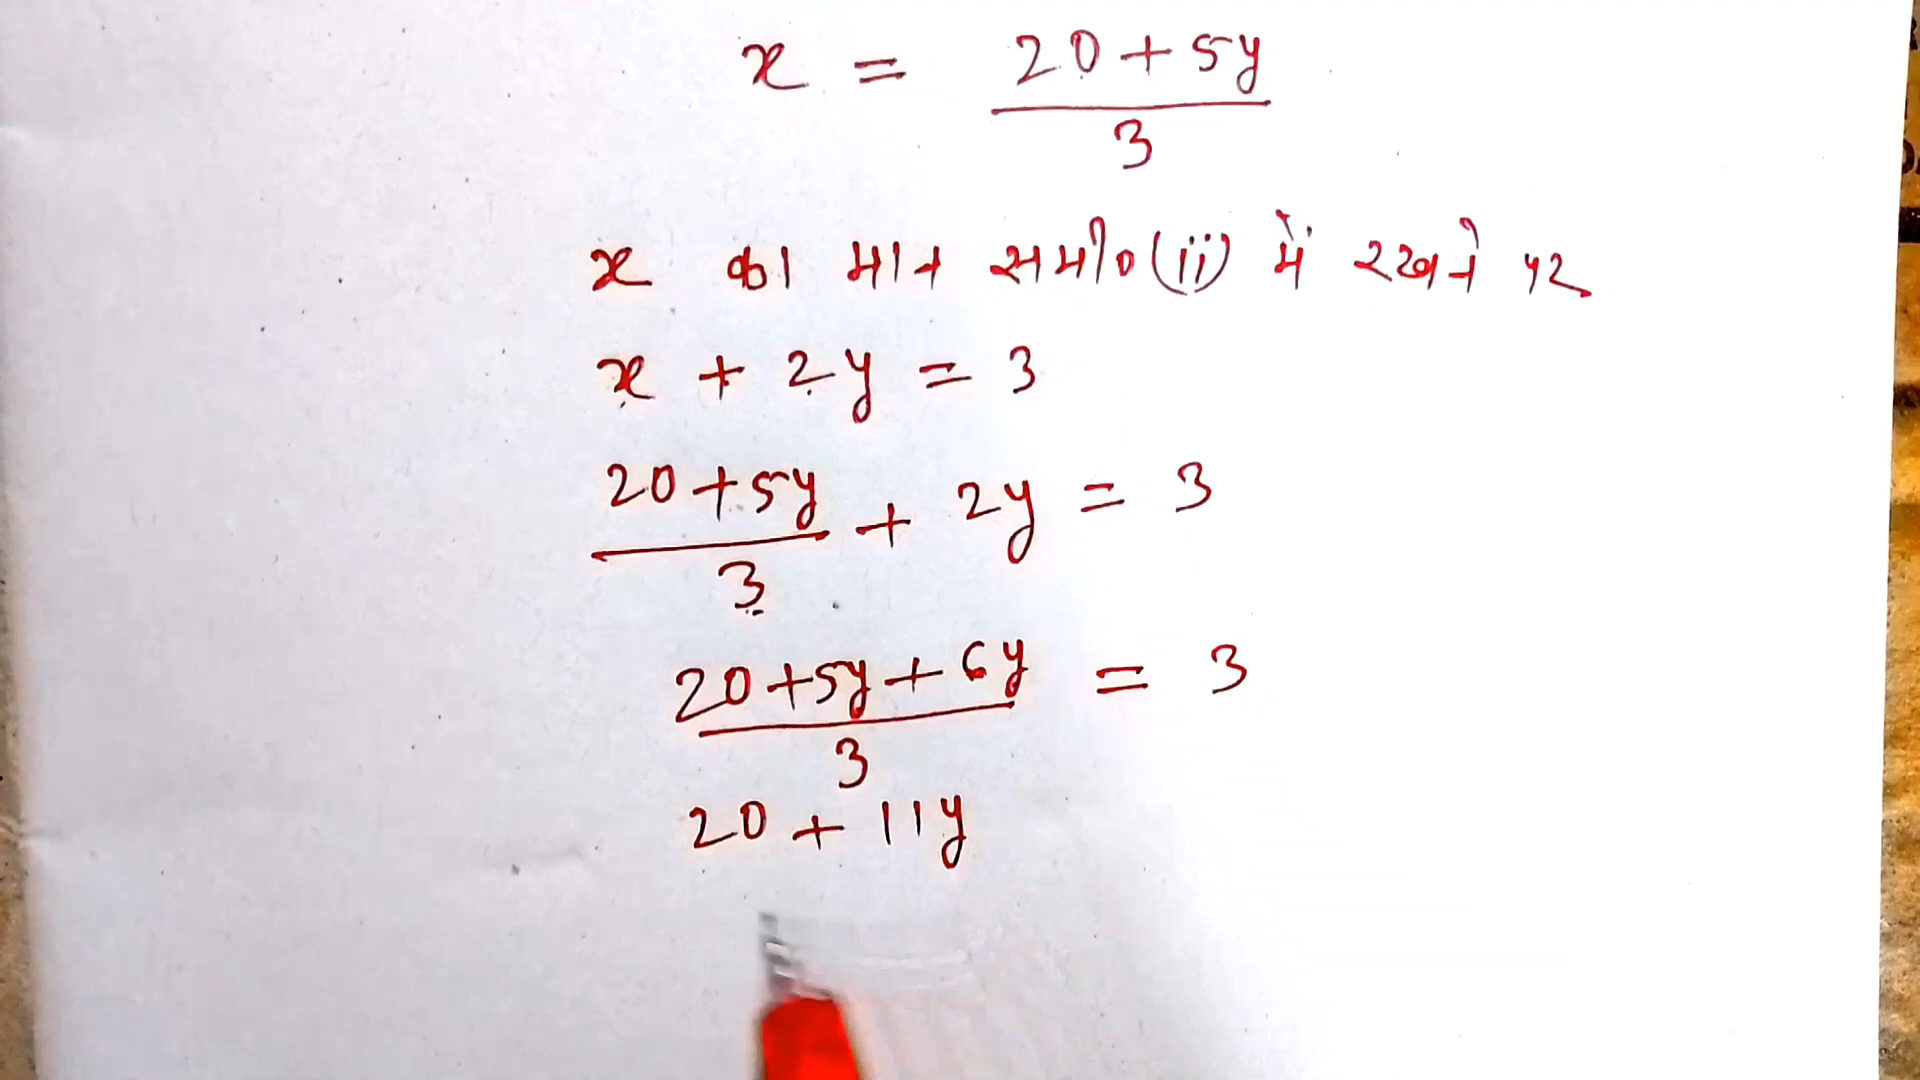 x = (20 + 5y)/3
x का मान समी० (ii) में रखने पर
x + 2y = 3
(20 + 5y)/3 + 2y = 3
(20 + 5y + 6y)/3 = 3
20 + 11y